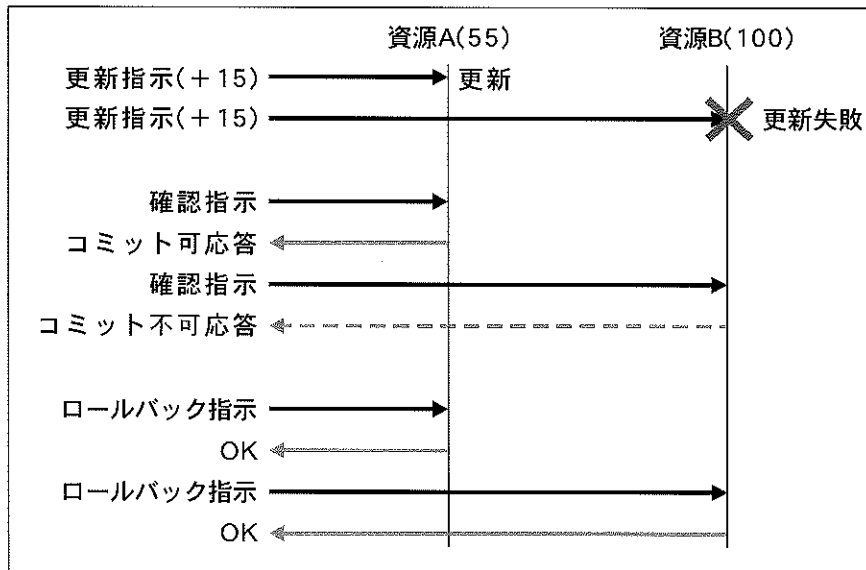 資源A(55) 資源B(100)
更新指示(+15) 更新
更新指示(+15) 更新失敗
確認指示
コミット可応答
確認指示
コミット不可応答
ロールバック指示
OK
ロールバック指示
OK